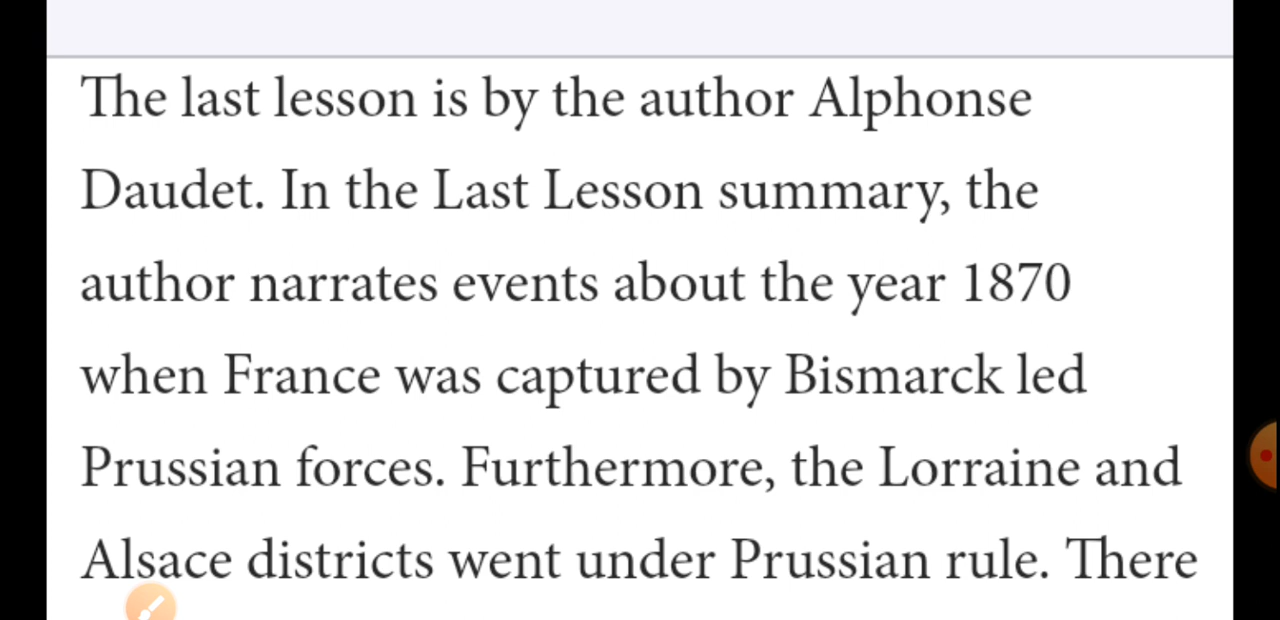 The last lesson is by the author Alphonse
Daudet. In the Last Lesson summary, the
author narrates events about the year 1870
when France was captured by Bismarck led
Prussian forces. Furthermore, the Lorraine and
Alsace districts went under Prussian rule. There